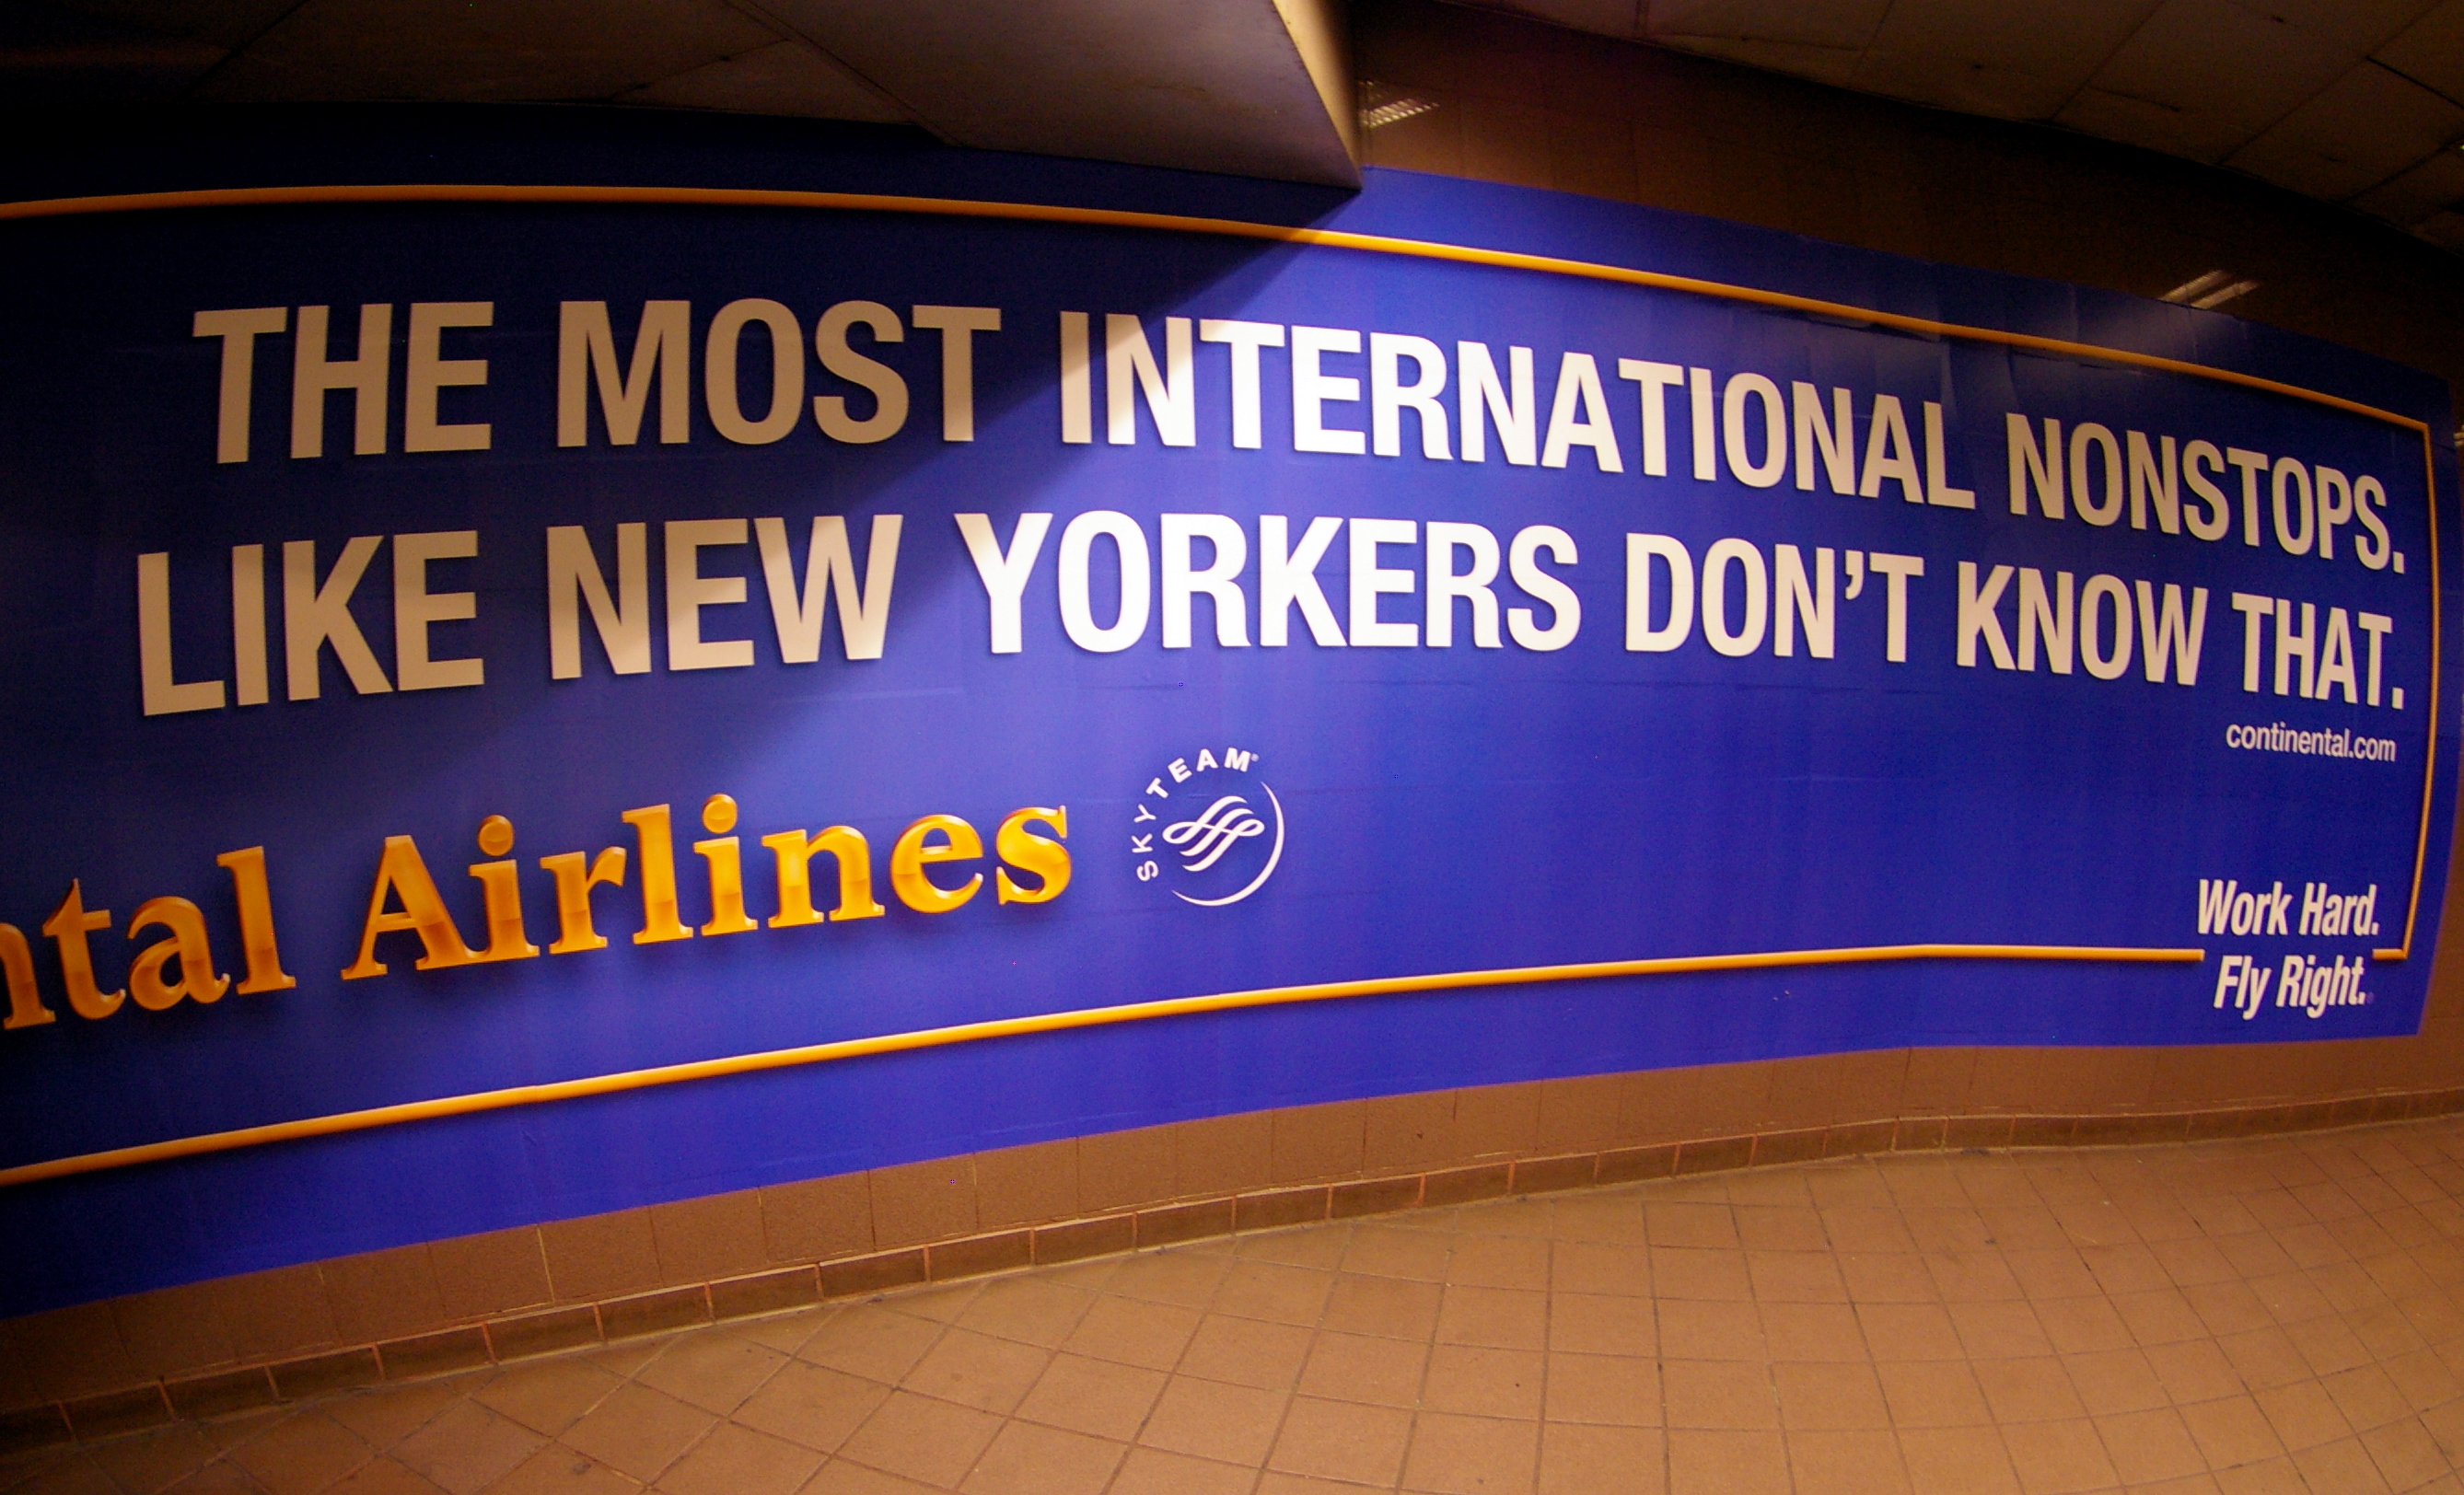 THE MOST INTERNATIONAL NONSTOPS.
LIKE NEW YORKERS DON'T KNOW THAT.
continental.com
ntal Airlines
SKYTEAM
Work Hard.
Fly Right.